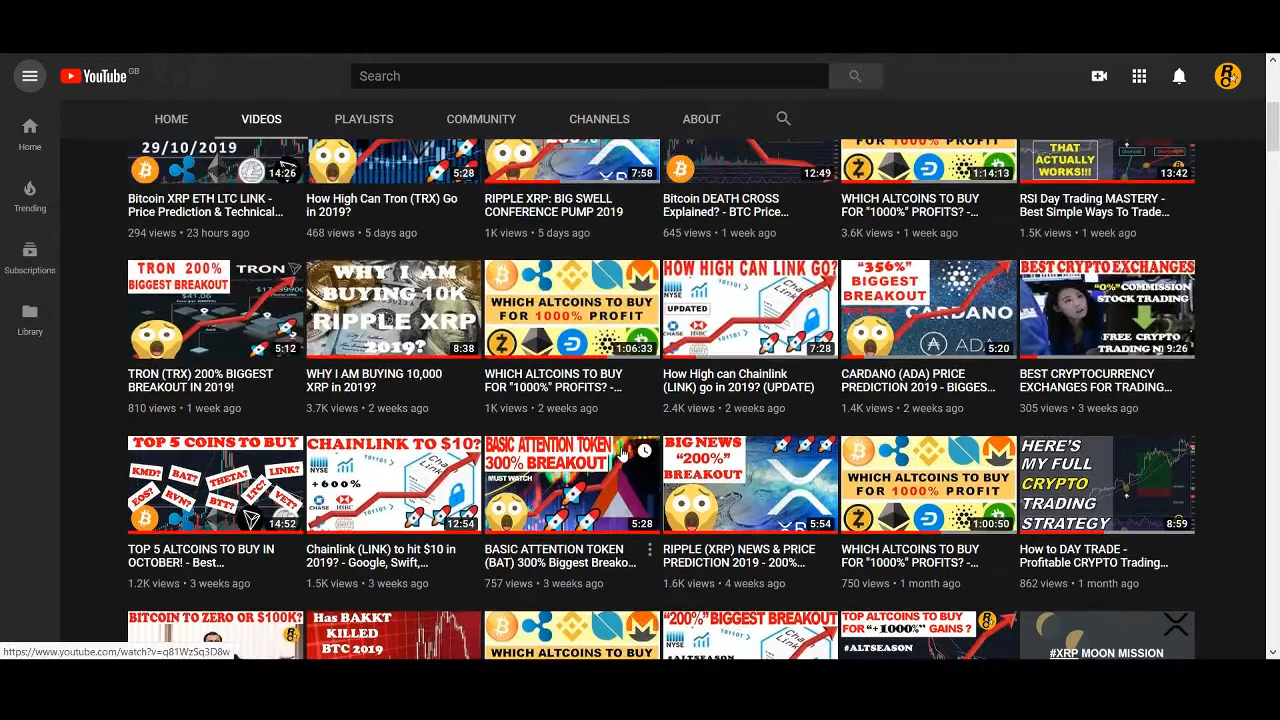 YouTube GB
Search
HOME
VIDEOS
PLAYLISTS
COMMUNITY
CHANNELS
ABOUT
Home
Trending
Subscriptions
Library
29/10/2019
14:26
5:28
7:58
12:49
FOR "1000%" PROFITS?
1:14:13
THAT
ACTUALLY
WORKS!!!
13:42
Bitcoin XRP ETH LTC LINK -
Price Prediction & Technical...
294 views • 23 hours ago
How High Can Tron (TRX) Go
in 2019?
468 views • 5 days ago
RIPPLE XRP: BIG SWELL
CONFERENCE PUMP 2019
1K views • 5 days ago
Bitcoin DEATH CROSS
Explained? - BTC Price...
645 views • 1 week ago
WHICH ALTCOINS TO BUY
FOR "1000%" PROFITS? -...
3.6K views • 1 week ago
RSI Day Trading MASTERY -
Best Simple Ways To Trade...
1.5K views • 1 week ago
TRON 200%
BIGGEST
BREAKOUT
TRON
$41.06
5:12
WHY I AM
BUYING 10K
RIPPLE XRP
2019?
8:38
WHICH ALTCOINS TO BUY
FOR 1000% PROFIT
1:06:33
HOW HIGH CAN LINK GO?
NYSE
UPDATED
CHASE
HSBC
7:28
"356%"
BIGGEST
BREAKOUT
CARDANO
ADA
5:20
BEST CRYPTO EXCHANGES
"0%" COMMISSION
STOCK TRADING
FREE CRYPTO
TRADING
9:26
TRON (TRX) 200% BIGGEST
BREAKOUT IN 2019!
810 views • 1 week ago
WHY I AM BUYING 10,000
XRP in 2019?
3.7K views • 2 weeks ago
WHICH ALTCOINS TO BUY
FOR "1000%" PROFITS? -...
1K views • 2 weeks ago
How High can Chainlink
(LINK) go in 2019? (UPDATE)
2.4K views • 2 weeks ago
CARDANO (ADA) PRICE
PREDICTION 2019 - BIGGES...
1.4K views • 2 weeks ago
BEST CRYPTOCURRENCY
EXCHANGES FOR TRADING...
305 views • 3 weeks ago
TOP 5 COINS TO BUY
KMD?
BAT?
THETA?
LINK?
EOS?
RVN?
BTT?
LTC?
VET?
14:52
CHAINLINK TO $10?
NYSE
+600%
CHASE
HSBC
12:54
BASIC ATTENTION TOKEN
300% BREAKOUT
MUST WATCH
5:28
BIG NEWS
"200%"
BREAKOUT
5:54
WHICH ALTCOINS TO BUY
FOR 1000% PROFIT
1:00:50
HERE'S
MY FULL
CRYPTO
TRADING
STRATEGY
8:59
TOP 5 ALTCOINS TO BUY IN
OCTOBER! - Best...
1.2K views • 3 weeks ago
Chainlink (LINK) to hit $10 in
2019? - Google, Swift,...
1.5K views • 3 weeks ago
BASIC ATTENTION TOKEN
(BAT) 300% Biggest Breako...
757 views • 3 weeks ago
RIPPLE (XRP) NEWS & PRICE
PREDICTION 2019 - 200%...
1.6K views • 4 weeks ago
WHICH ALTCOINS TO BUY
FOR "1000%" PROFITS? -...
750 views • 1 month ago
How to DAY TRADE -
Profitable CRYPTO Trading...
862 views • 1 month ago
BITCOIN TO ZERO OR $100K?
Has BAKKT
KILLED
BTC 2019
WHICH ALTCOINS TO BUY
"200%" BIGGEST BREAKOUT
NYSE
TOP ALTCOINS TO BUY
FOR "+1000%" GAINS?
#ALTSEASON
#XRP MOON MISSION
https://www.youtube.com/watch?v=q81WzSq3D8w